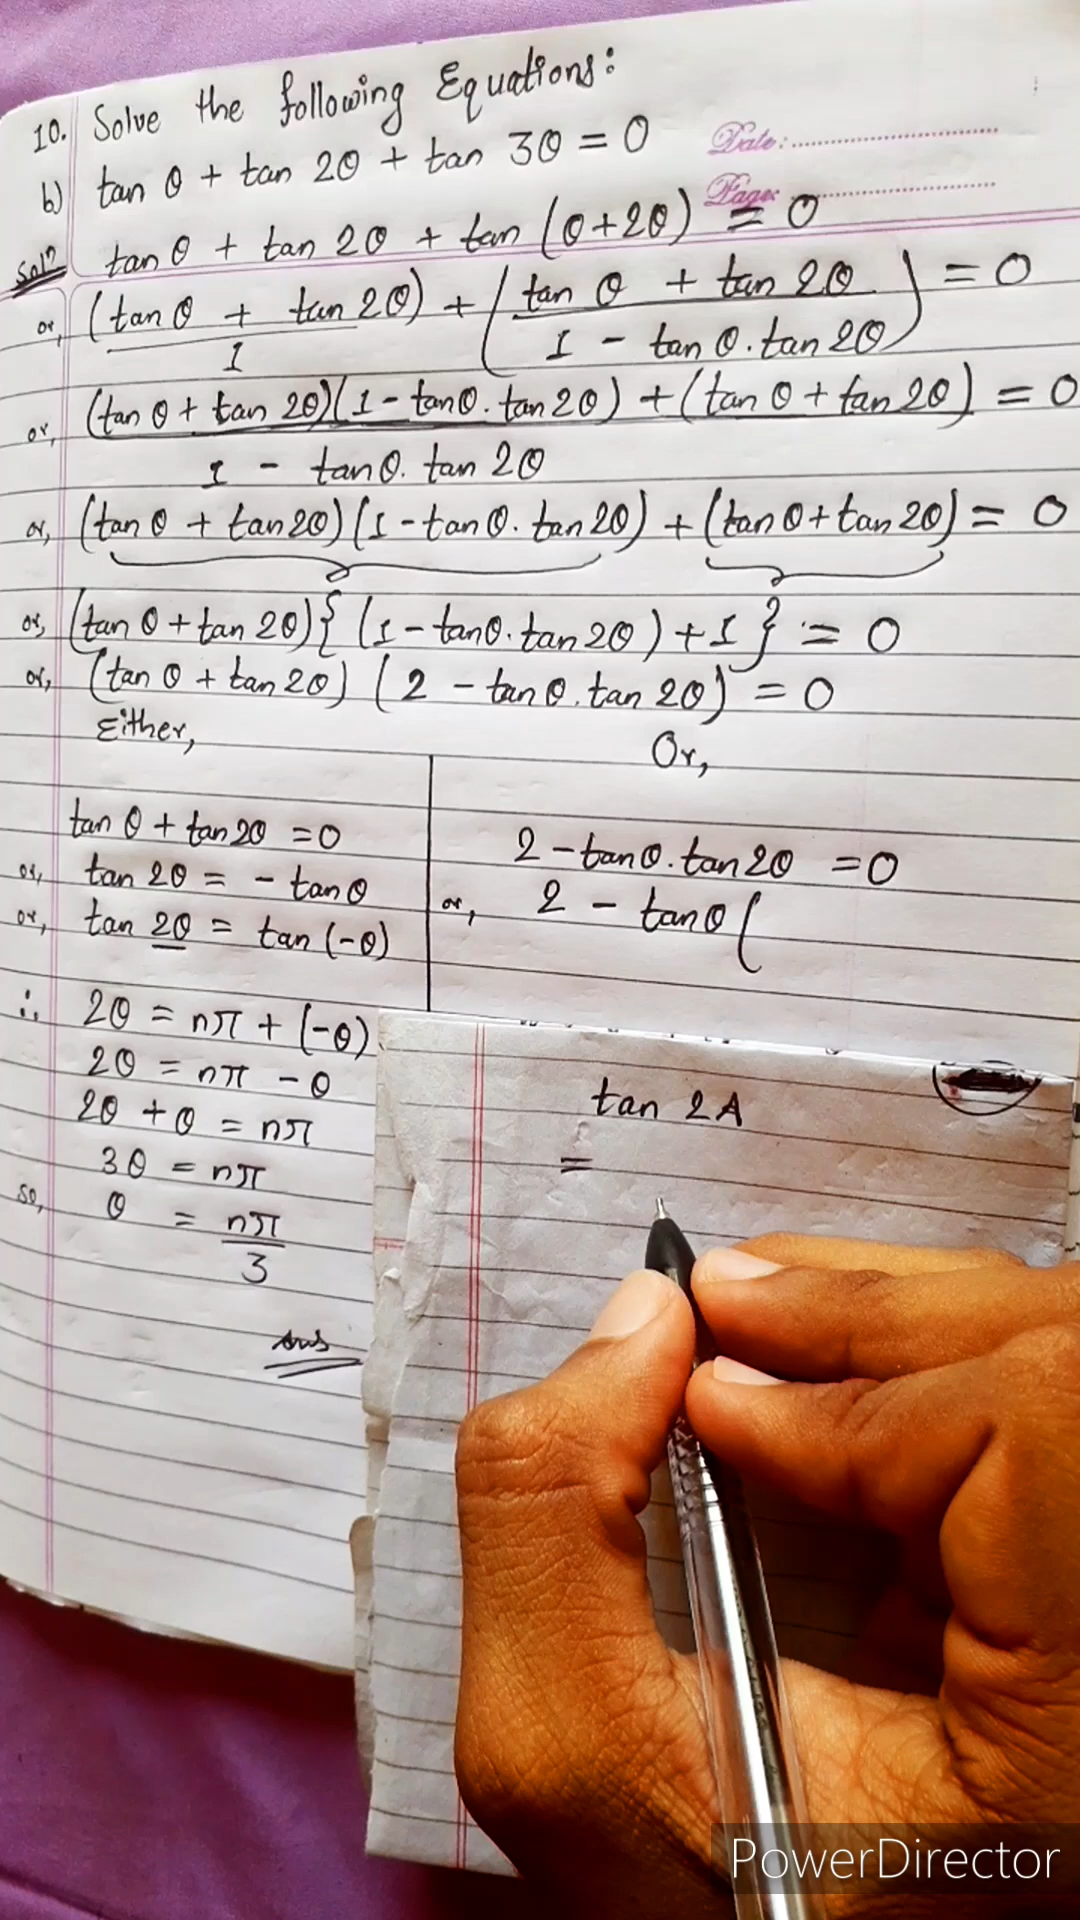 10. Solve the following Equations:
b) tan θ + tan 2θ + tan 3θ = 0
Date:
Page:
Solⁿ tan θ + tan 2θ + tan (θ+2θ) = 0
or, (tan θ + tan 2θ)/1 + (tan θ + tan 2θ / 1 - tan θ . tan 2θ) = 0
or, (tan θ + tan 2θ)(1 - tanθ . tan 2θ) + (tan θ + tan 2θ) = 0
1 - tanθ. tan 2θ
or, (tan θ + tan 2θ) (1 - tan θ . tan 2θ) + (tan θ + tan 2θ) = 0
or, (tan θ + tan 2θ) { (1 - tanθ. tan 2θ) + 1 } = 0
or, (tan θ + tan 2θ) (2 - tan θ . tan 2θ) = 0
Either,
tan θ + tan 2θ = 0
or, tan 2θ = - tan θ
or, tan 2θ = tan (-θ)
∴ 2θ = nπ + (-θ)
2θ = nπ - θ
2θ + θ = nπ
3θ = nπ
so, θ = nπ
3
Ans
Or,
2 - tanθ. tan 2θ = 0
or, 2 - tanθ (
tan 2A
=
PowerDirector